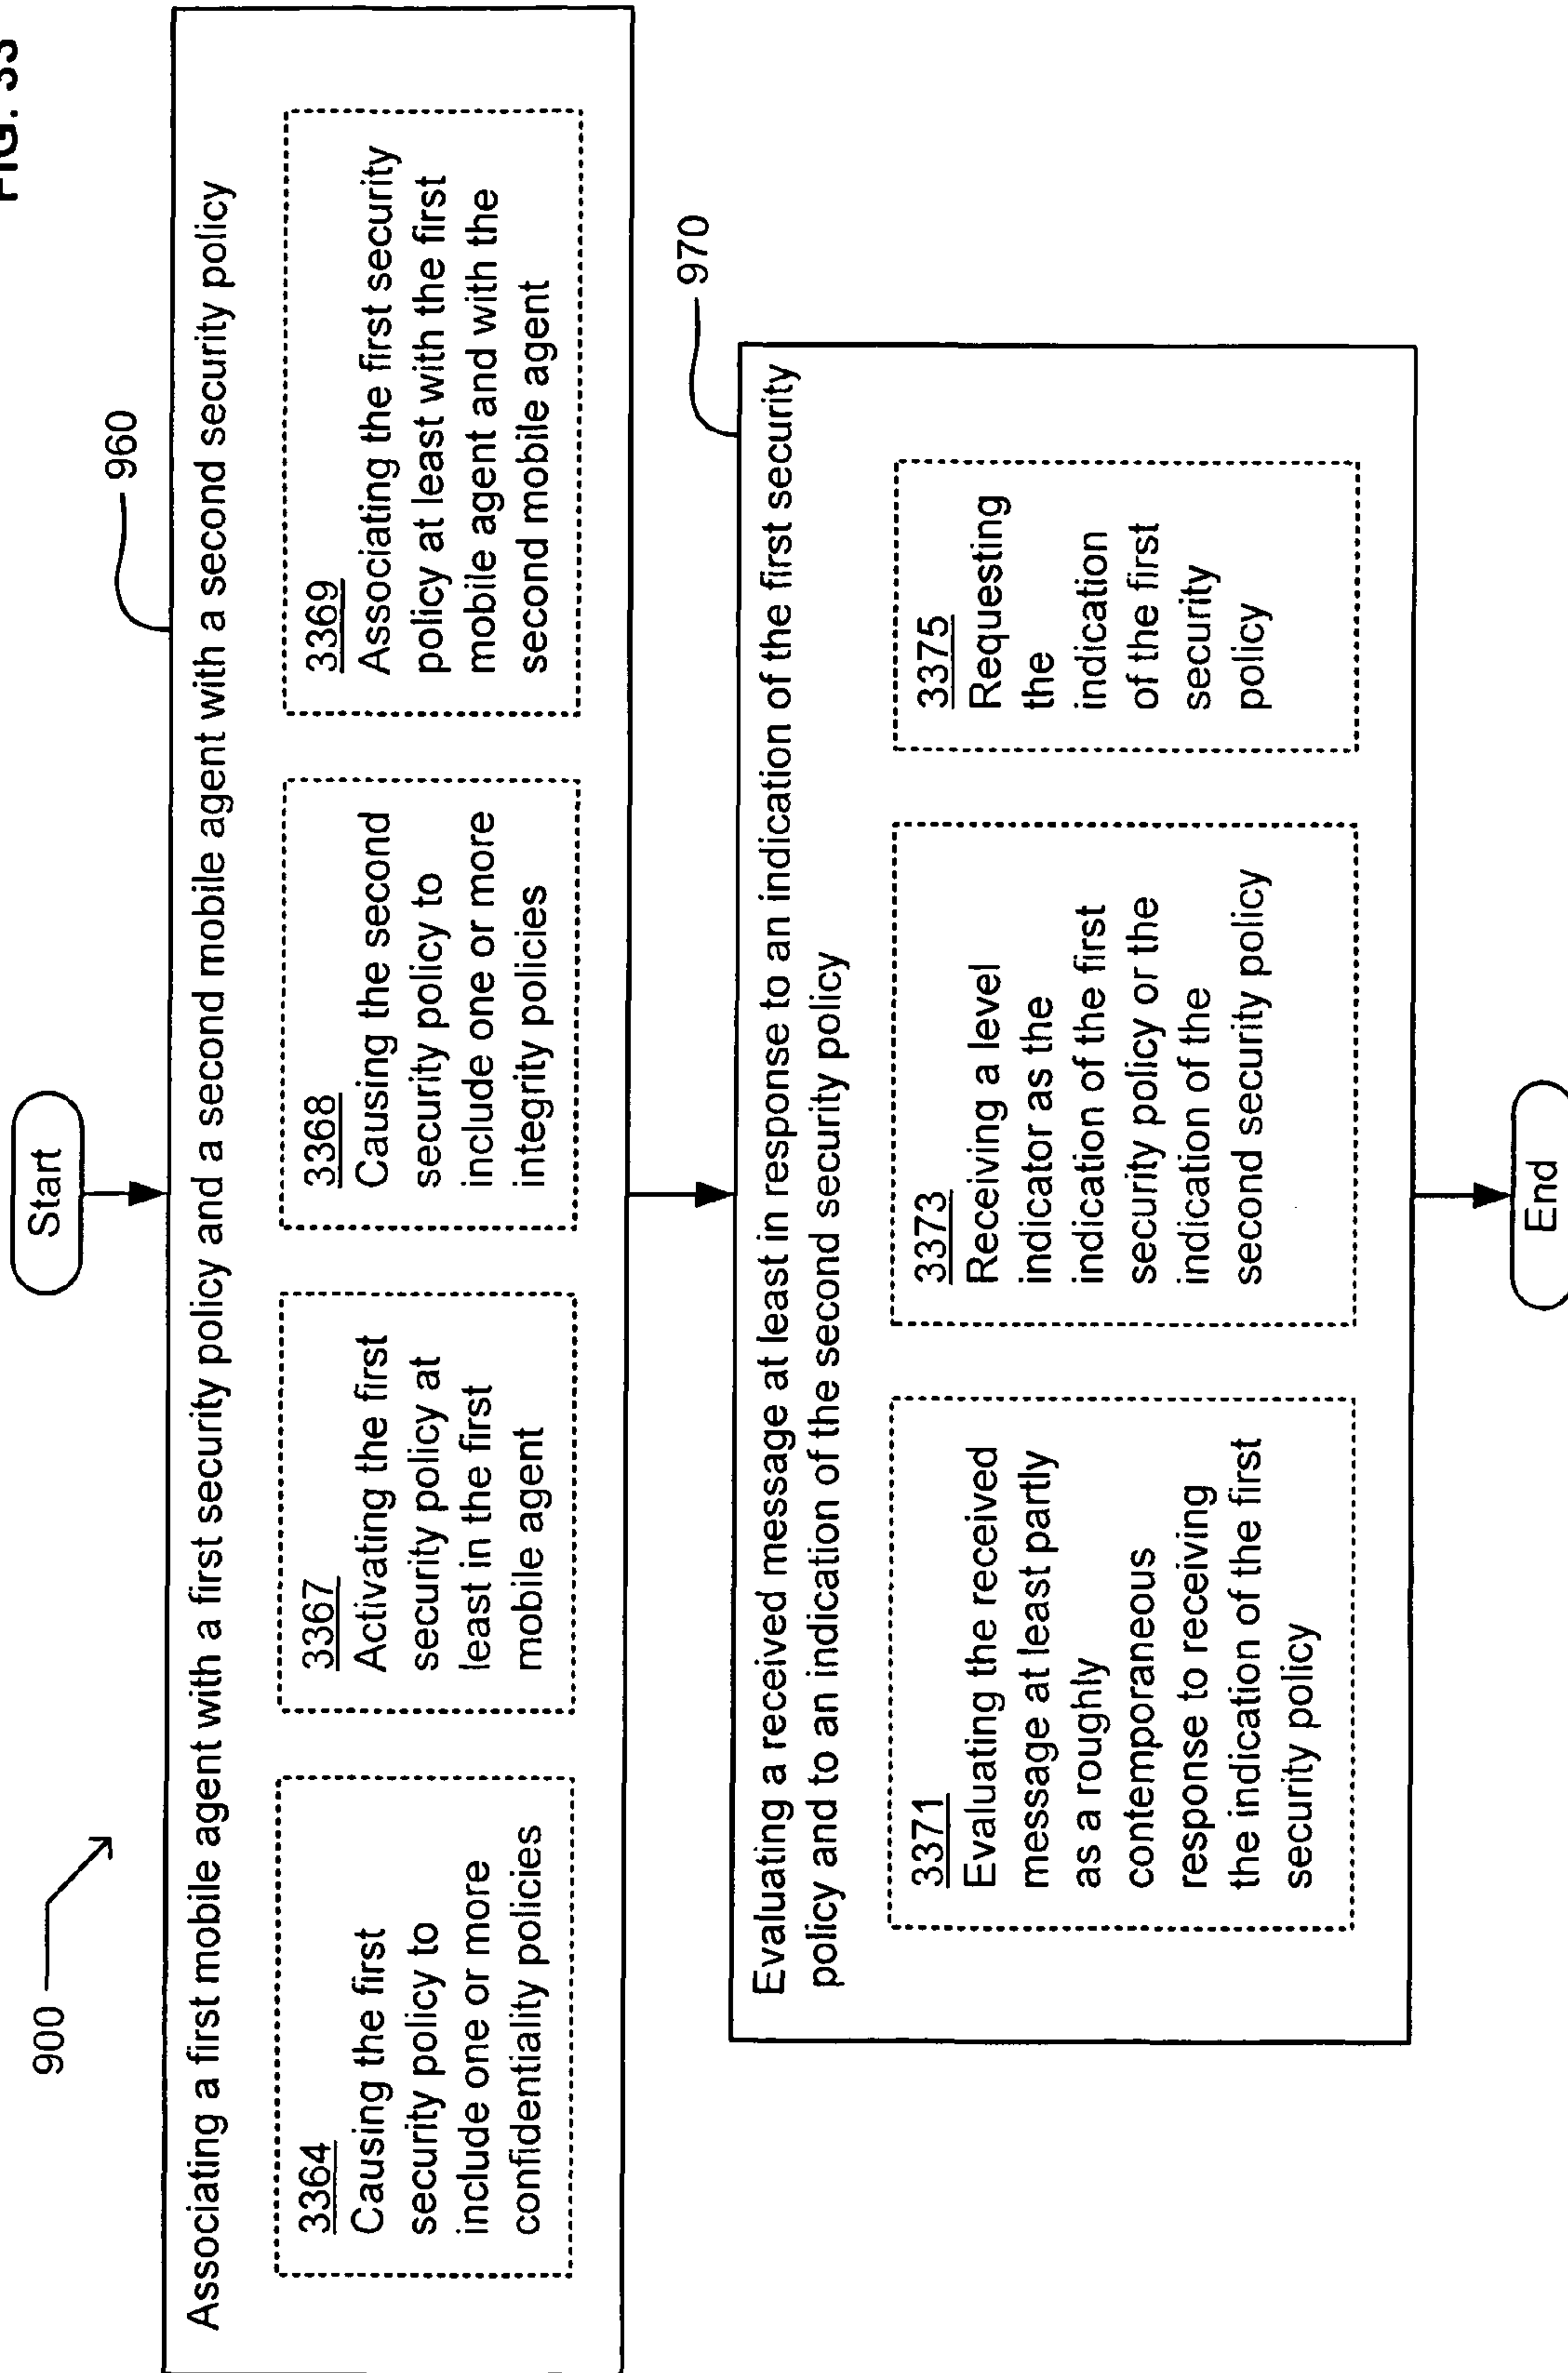 FIG. 33
900
Start
960
Associating a first mobile agent with a first security policy and a second mobile agent with a second security policy
3364
Causing the first
security policy to
include one or more
confidentiality policies
3367
Activating the first
security policy at
least in the first
mobile agent
3368
Causing the second
security policy to
include one or more
integrity policies
3369
Associating the first security
policy at least with the first
mobile agent and with the
second mobile agent
970
Evaluating a received message at least in response to an indication of the first security
policy and to an indication of the second security policy
3371
Evaluating the received
message at least partly
as a roughly
contemporaneous
response to receiving
the indication of the first
security policy
3373
Receiving a level
indicator as the
indication of the first
security policy or the
indication of the
second security policy
3375
Requesting
the
indication
of the first
security
policy
End